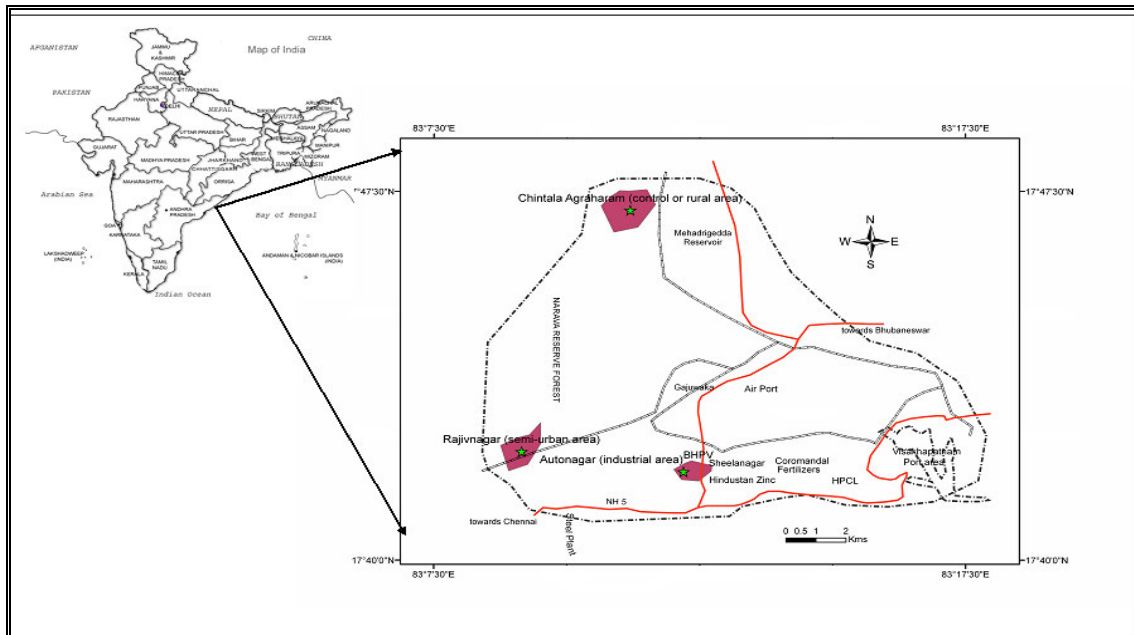 CHINA
AFGANISTAN
Map of India
JAMMU
&
KASHMIR
HIMACHAL
PRADESH
PUNJAB
UTTARANCHAL
PAKISTAN
HARYANA
DELHI
NEPAL
SIKKIM
BHUTAN
ARUNACHAL
PRADESH
RAJASTHAN
UTTAR PRADESH
BIHAR
ASSAM
NAGALAND
MEGHALAYA
MANIPUR
GUJARAT
MADHYA PRADESH
JHARKHAND
WEST
BENGAL
TRIPURA
MIZORAM
CHHATTISGARH
BANGLADESH
MYANMAR
MAHARASHTRA
ORRISA
Arabian Sea
ANDHRA
PRADESH
Bay of Bengal
GOA
KARNATAKA
LAKSHADWEEP
(INDIA)
ANDAMAN & NICOBAR ISLANDS
(INDIA)
KERALA
TAMIL
NADU
Indian Ocean
83°7'30"E
83°17'30"E
°47'30"N
17°47'30"N
Chintala Agraharam (control or rural area)
Mehadrigedda
Reservoir
N
W E
S
NARAVA RESERVE FOREST
towards Bhubaneswar
Gajuwaka
Air Port
Rajivnagar (semi-urban area)
Autonagar (industrial area)
BHPV
Sheelanagar
Hindustan Zinc
Coromandal
Fertilizers
HPCL
Visakhapatnam
Port area
NH 5
towards Chennai
Steel Plant
0 0.5 1 2
Kms
17°40'0"N
17°40'0"N
83°7'30"E
83°17'30"E